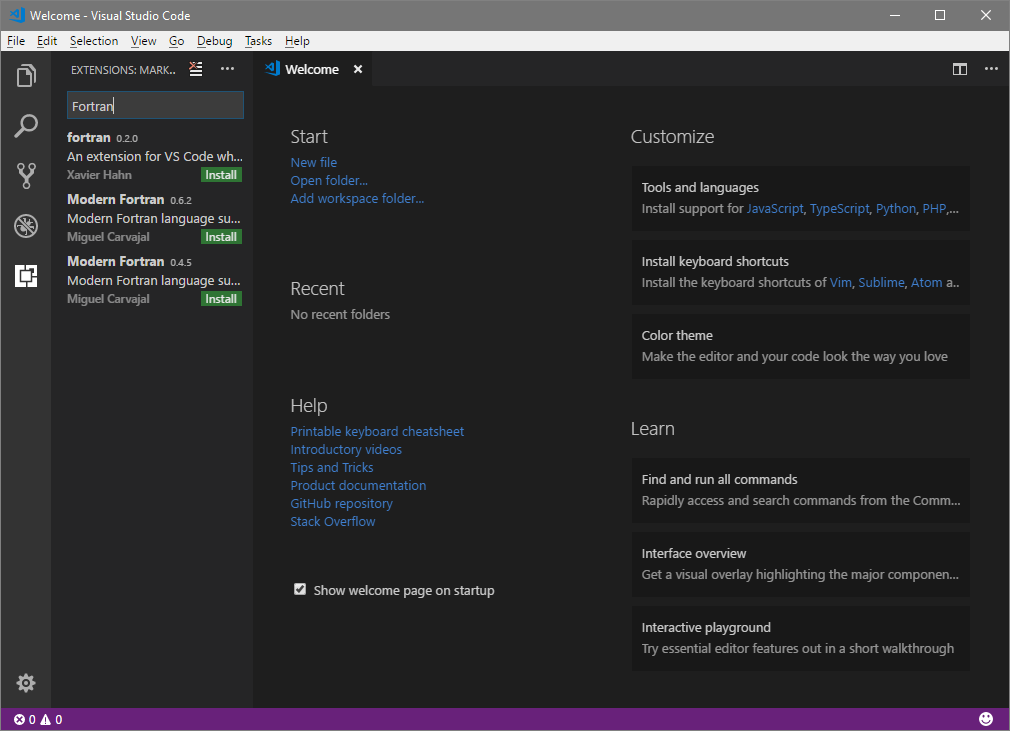 Welcome - Visual Studio Code
File Edit Selection View Go Debug Tasks Help
EXTENSIONS: MARK...
Fortran
fortran 0.2.0
An extension for VS Code wh...
Xavier Hahn Install
Modern Fortran 0.6.2
Modern Fortran language su...
Miguel Carvajal Install
Modern Fortran 0.4.5
Modern Fortran language su...
Miguel Carvajal Install
Welcome
Start
New file
Open folder...
Add workspace folder...
Recent
No recent folders
Help
Printable keyboard cheatsheet
Introductory videos
Tips and Tricks
Product documentation
GitHub repository
Stack Overflow
Show welcome page on startup
Customize
Tools and languages
Install support for JavaScript, TypeScript, Python, PHP,...
Install keyboard shortcuts
Install the keyboard shortcuts of Vim, Sublime, Atom a..
Color theme
Make the editor and your code look the way you love
Learn
Find and run all commands
Rapidly access and search commands from the Comm...
Interface overview
Get a visual overlay highlighting the major componen...
Interactive playground
Try essential editor features out in a short walkthrough
0 0